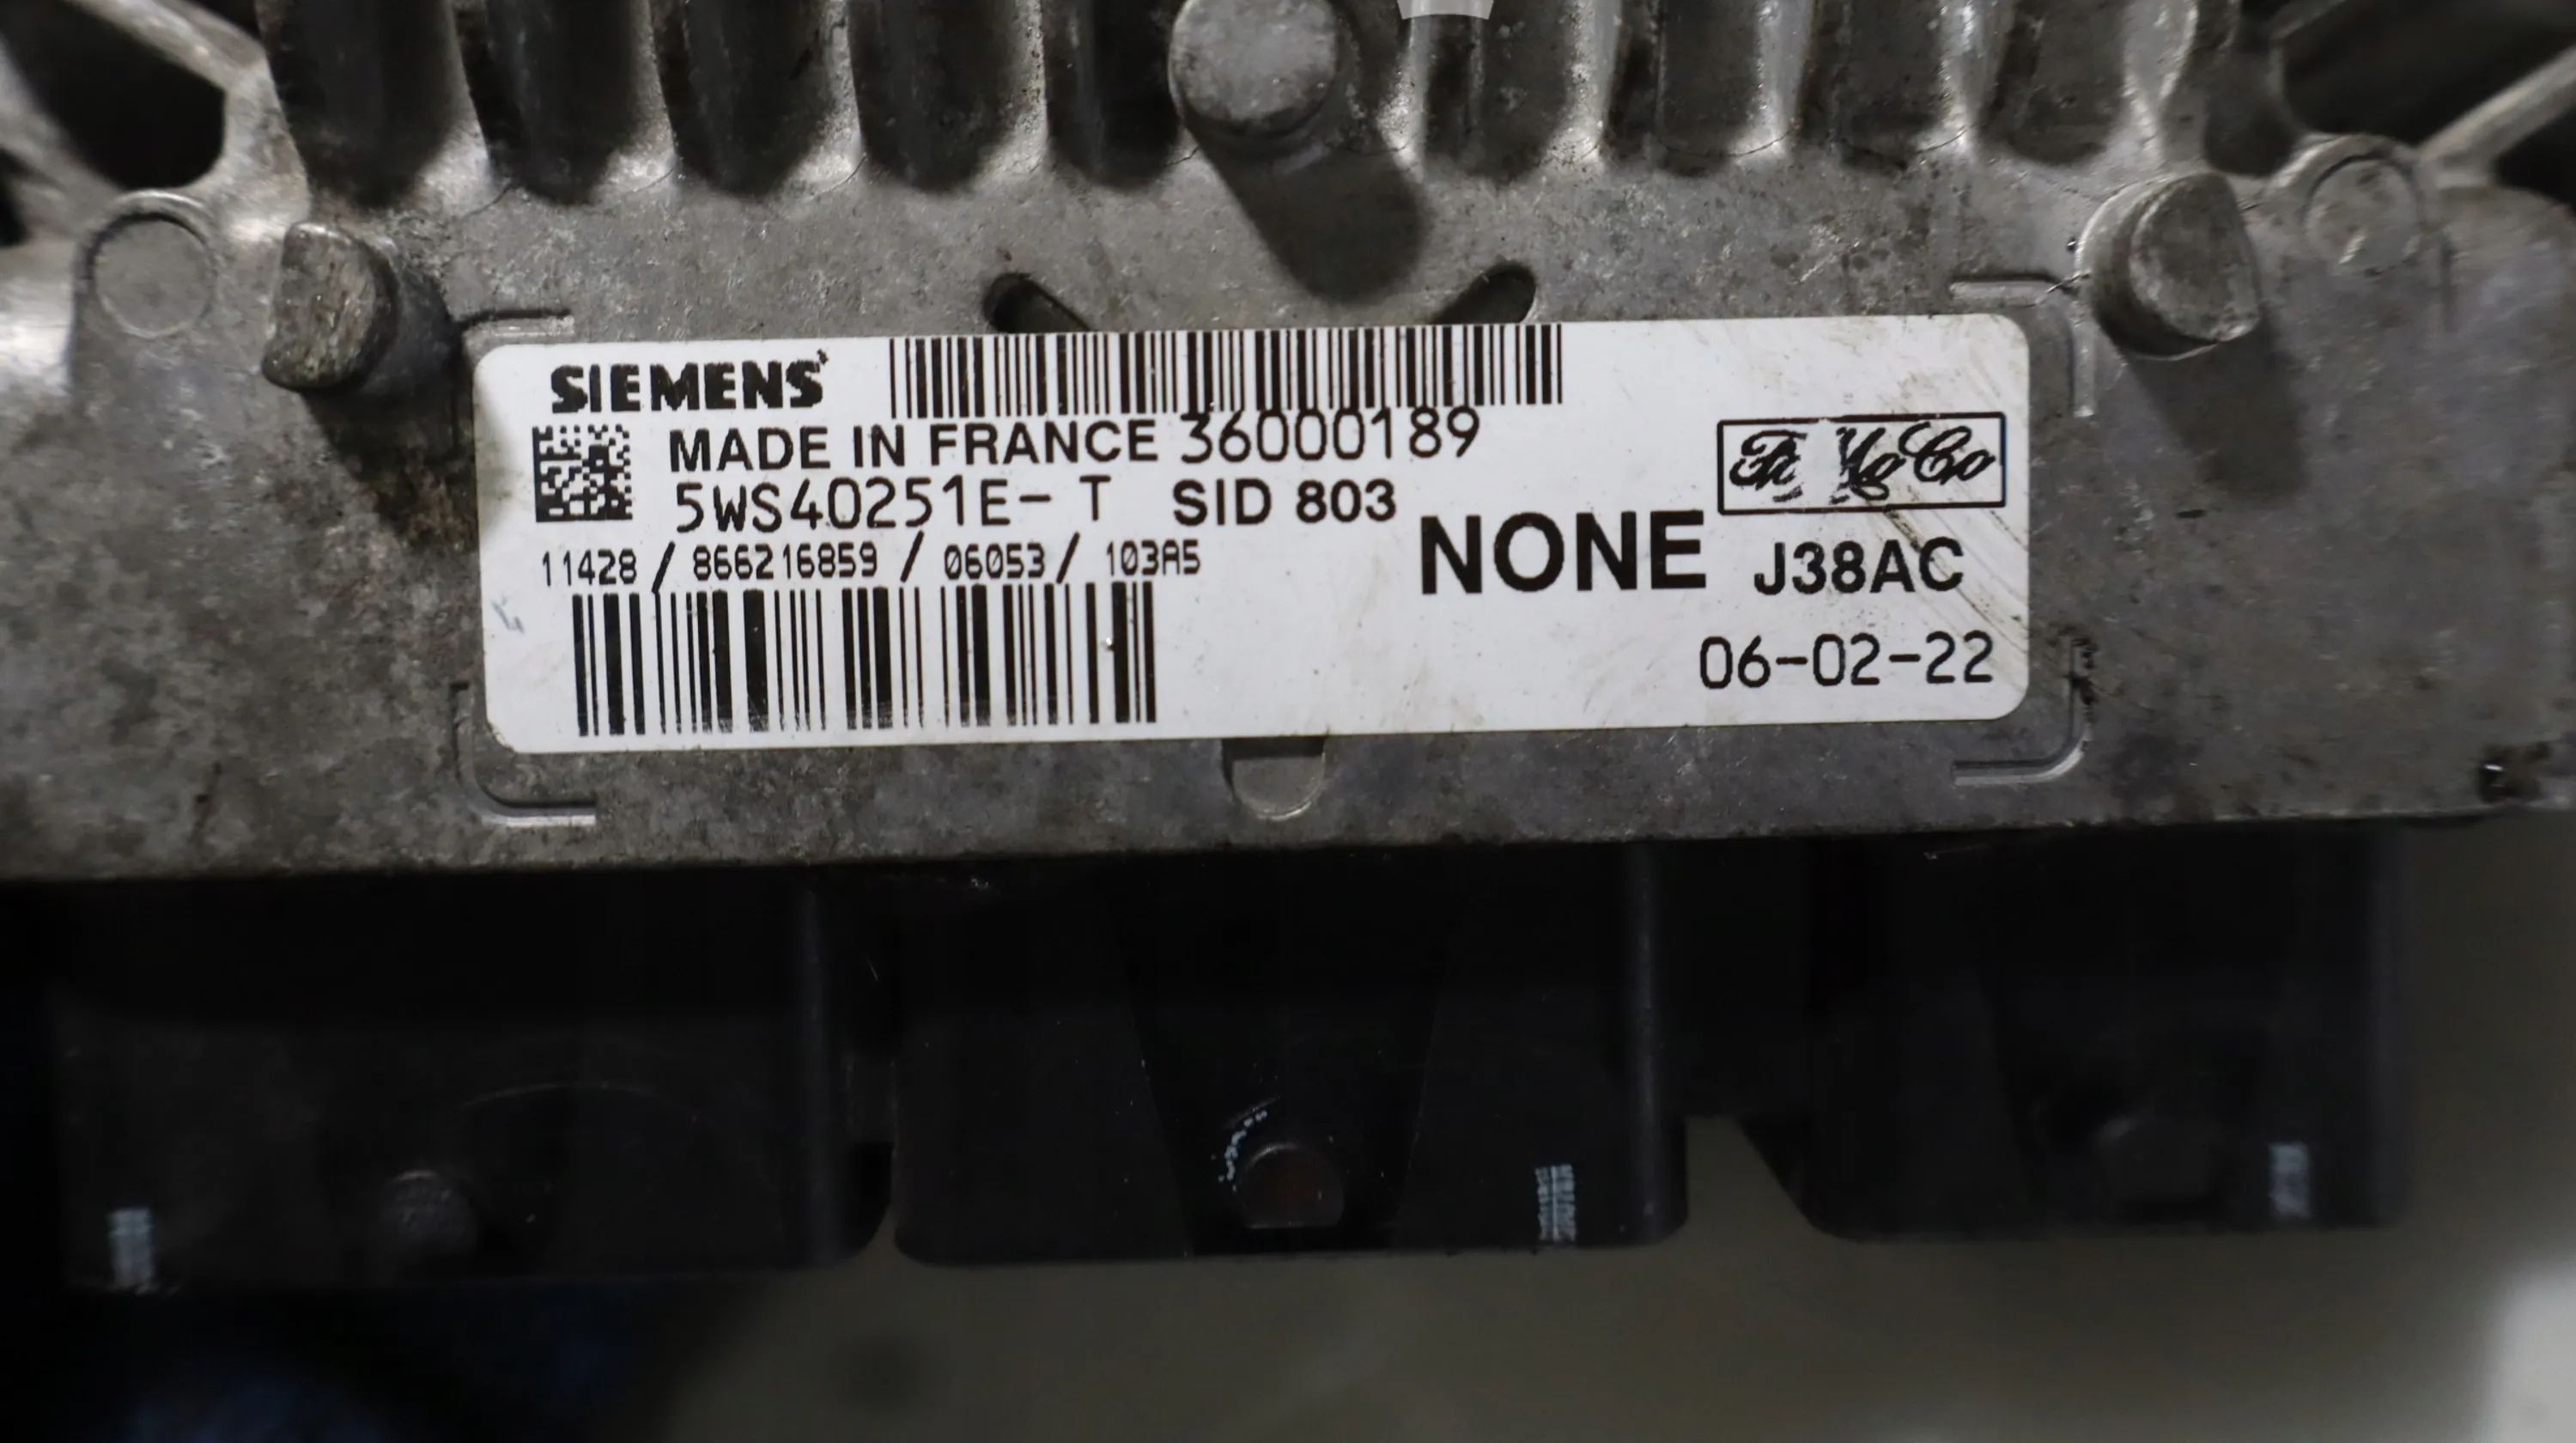 SIEMENS
MADE IN FRANCE 36000189
5WS40251E- T SID 803
11428 / 866216859 / 06053 / 103A5
NONE
J38AC
06-02-22